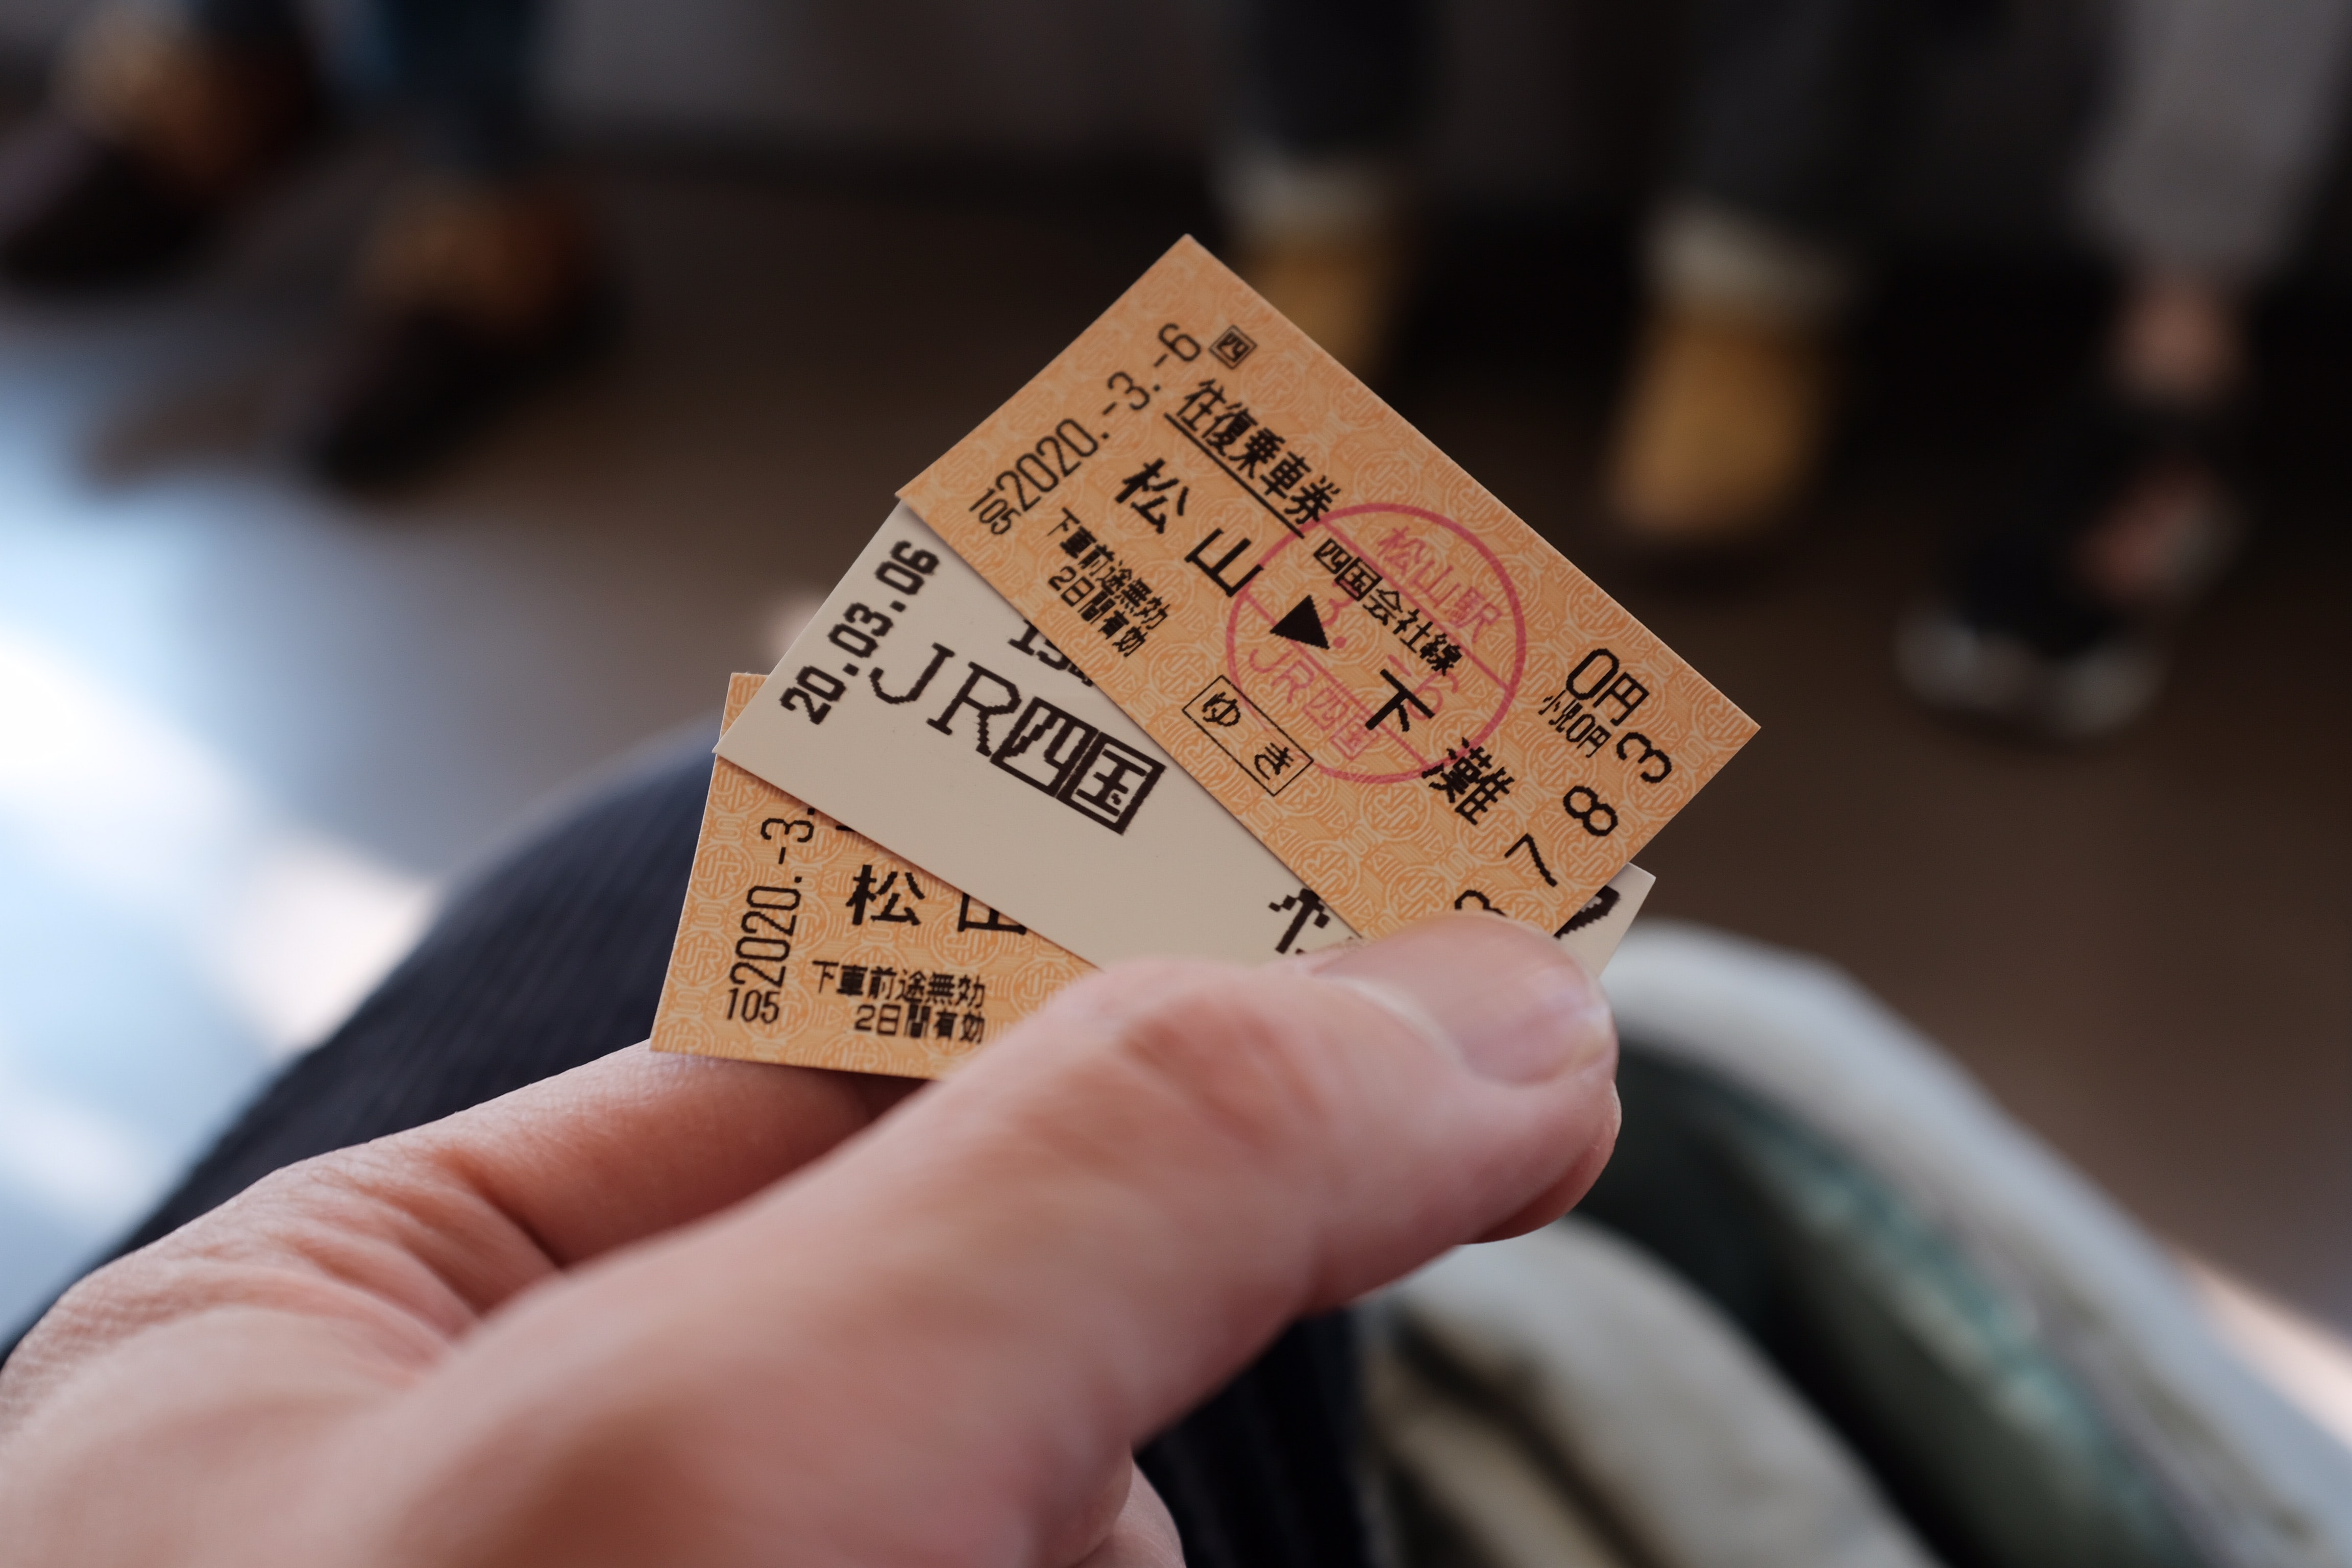 四
往復乗車券
四国会社線
松山▶下灘
2020.-3.-6
105
下車前途無効
2日間有効
ゆき
0円
小児0円
783
松山駅
3.-6
JR四国
20.03.06
JR四国
松山
2020.-3.
105
下車前途無効
2日間有効